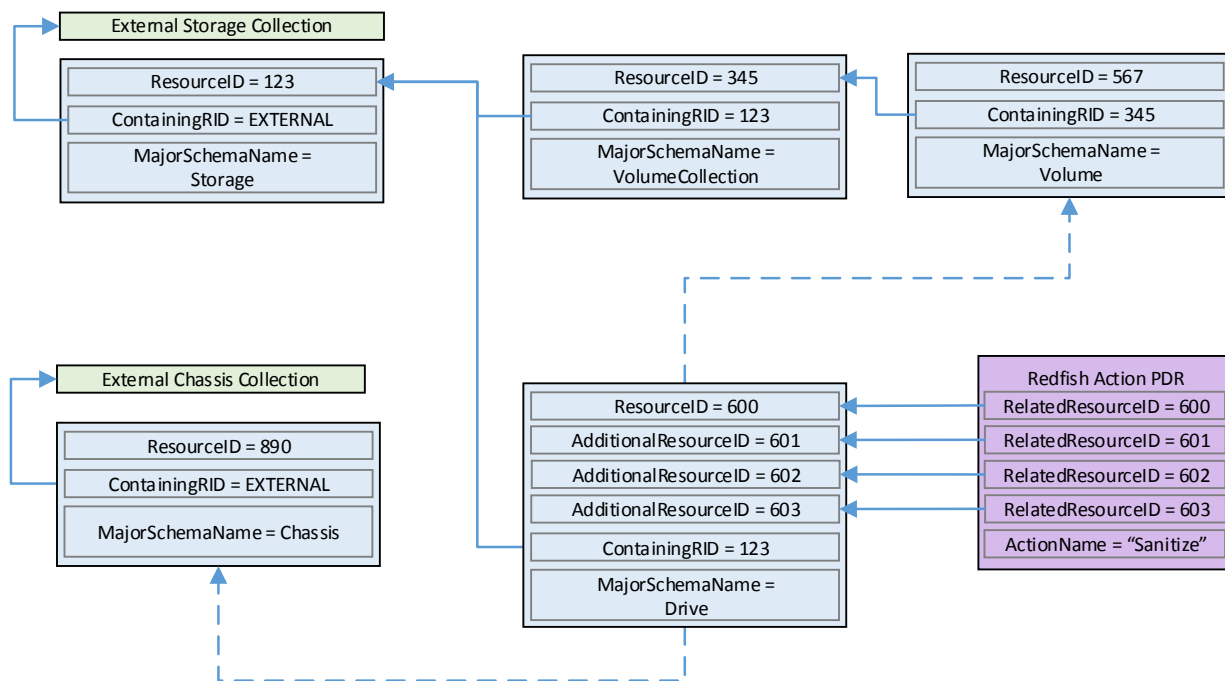 External Storage Collection
ResourceID = 123
ContainingRID = EXTERNAL
MajorSchemaName =
Storage
ResourceID = 345
ContainingRID = 123
MajorSchemaName =
VolumeCollection
ResourceID = 567
ContainingRID = 345
MajorSchemaName =
Volume
External Chassis Collection
ResourceID = 890
ContainingRID = EXTERNAL
MajorSchemaName = Chassis
ResourceID = 600
AdditionalResourceID = 601
AdditionalResourceID = 602
AdditionalResourceID = 603
ContainingRID = 123
MajorSchemaName =
Drive
Redfish Action PDR
RelatedResourceID = 600
RelatedResourceID = 601
RelatedResourceID = 602
RelatedResourceID = 603
ActionName = “Sanitize”